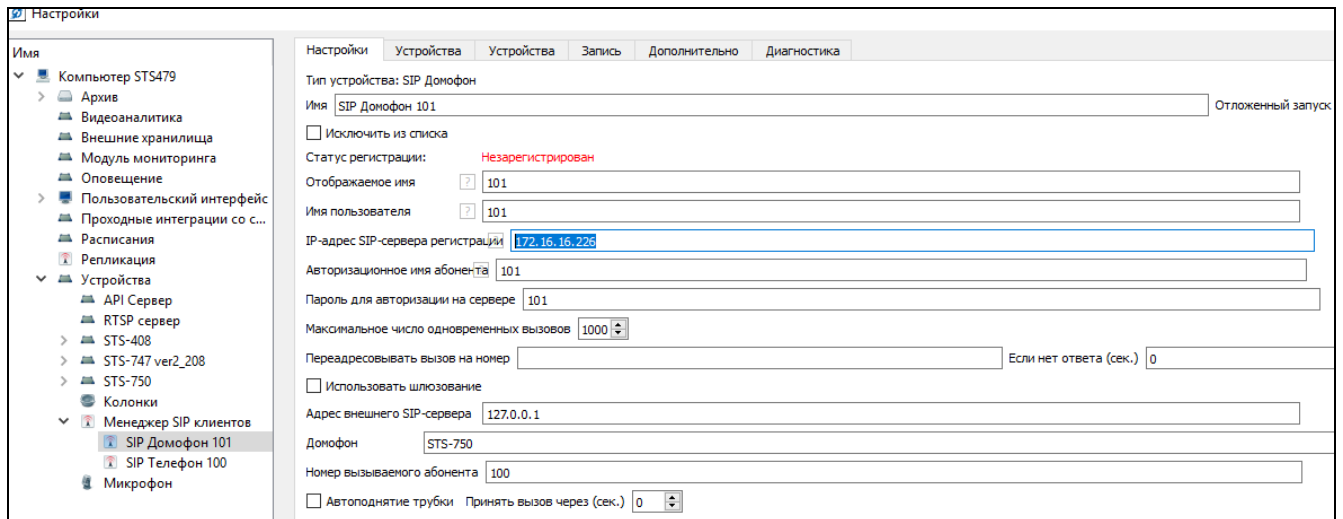 Настройки
Имя
Компьютер STS479
Архив
Видеоаналитика
Внешние хранилища
Модуль мониторинга
Оповещение
Пользовательский интерфейс
Проходные интеграции со с...
Расписания
Репликация
Устройства
API Сервер
RTSP сервер
STS-408
STS-747 ver2_208
STS-750
Колонки
Менеджер SIP клиентов
SIP Домофон 101
SIP Телефон 100
Микрофон
Настройки Устройства Устройства Запись Дополнительно Диагностика
Тип устройства: SIP Домофон
Имя SIP Домофон 101 Отложенный запуск
Исключить из списка
Статус регистрации: Незарегистрирован
Отображаемое имя ? 101
Имя пользователя ? 101
IP-адрес SIP-сервера регистрации 172.16.16.226
Авторизационное имя абонента 101
Пароль для авторизации на сервере 101
Максимальное число одновременных вызовов 1000
Переадресовывать вызов на номер Если нет ответа (сек.) 0
Использовать шлюзование
Адрес внешнего SIP-сервера 127.0.0.1
Домофон STS-750
Номер вызываемого абонента 100
Автоподнятие трубки Принять вызов через (сек.) 0